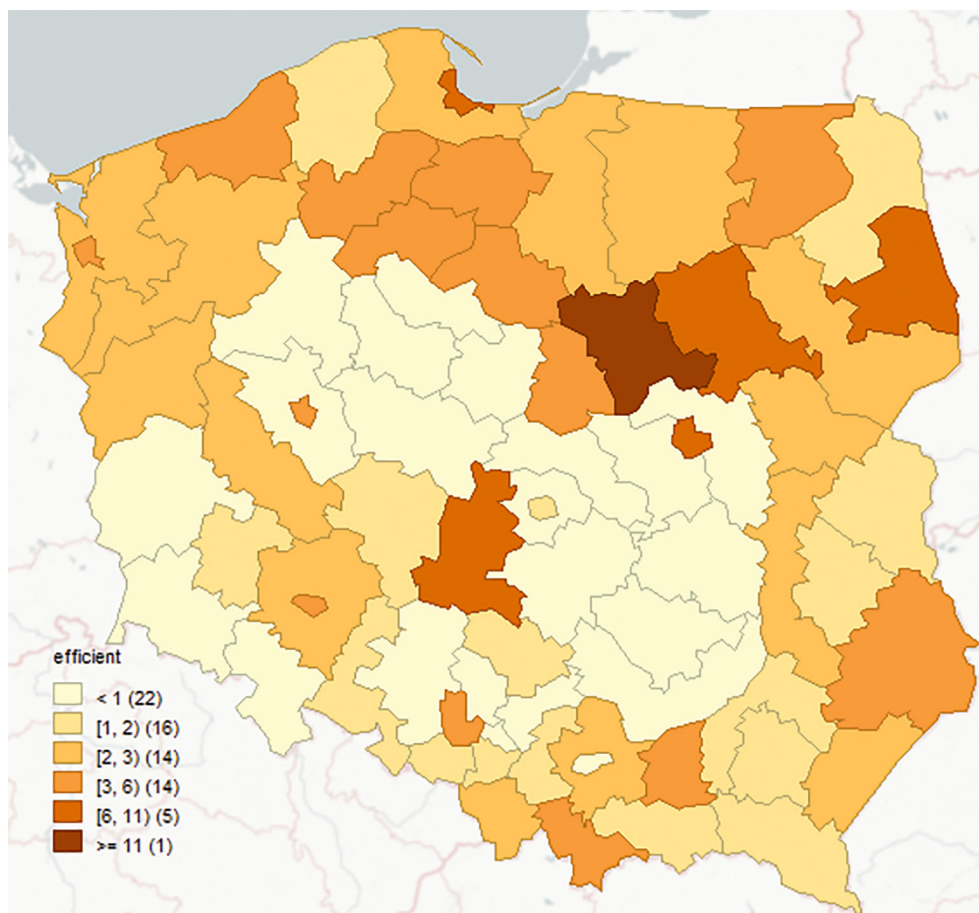 efficient
< 1 (22)
[1, 2) (16)
[2, 3) (14)
[3, 6) (14)
[6, 11) (5)
>= 11 (1)